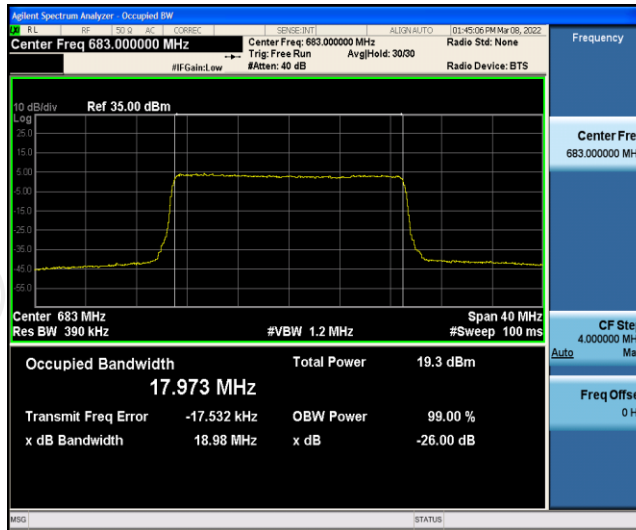 Agilent Spectrum Analyzer - Occupied BW
RL RF 50 Ω AC CORREC SENSE:INT ALIGN AUTO 01:45:06 PM Mar 08, 2022
Center Freq 683.000000 MHz
Center Freq: 683.000000 MHz Radio Std: None
Trig: Free Run Avg|Hold: 30/30
#IFGain:Low #Atten: 40 dB Radio Device: BTS
10 dB/div Ref 35.00 dBm
Log
25.0
15.0
5.00
-5.00
-15.0
-25.0
-35.0
-45.0
-55.0
Center 683 MHz Span 40 MHz
Res BW 390 kHz #VBW 1.2 MHz #Sweep 100 ms
Occupied Bandwidth Total Power 19.3 dBm
17.973 MHz
Transmit Freq Error -17.532 kHz OBW Power 99.00 %
x dB Bandwidth 18.98 MHz x dB -26.00 dB
MSG STATUS
Frequency
Center Fre
683.000000 MH
CF Ste
4.000000 MH
Auto Ma
Freq Offse
0 H